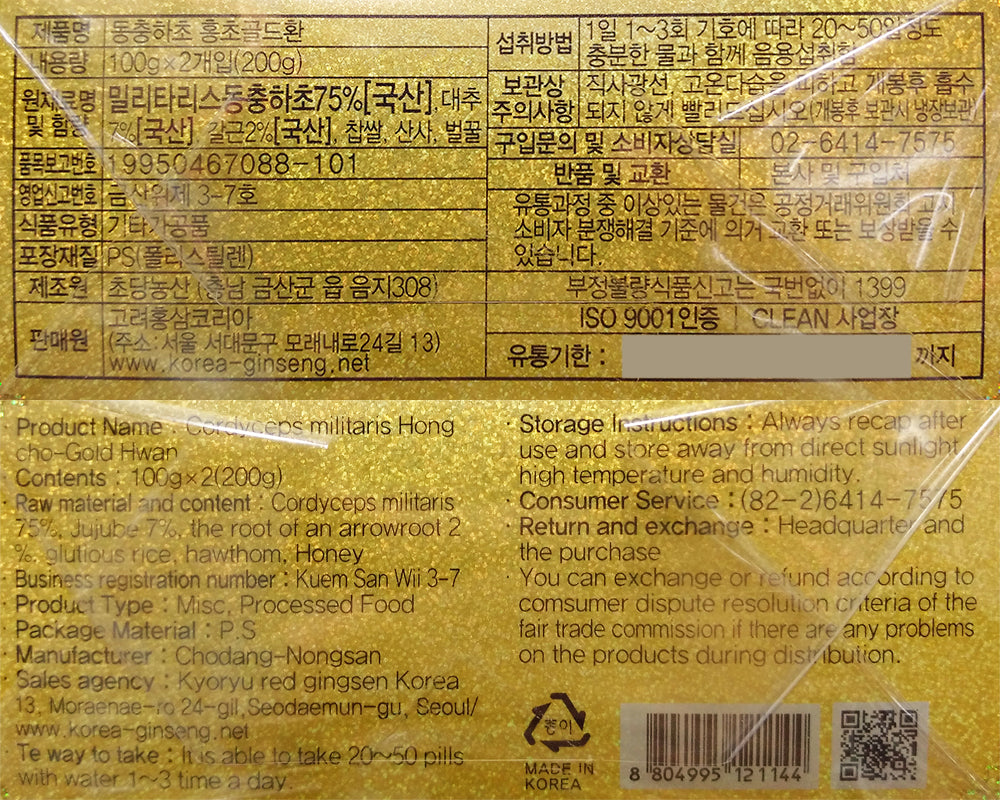 제품명 동충하초 홍초골드환
내용량 100g×2개입(200g)
원재료명 및 함량 밀리타리스동충하초75%[국산], 대추
7%[국산] 갈근2%[국산], 찹쌀, 산사, 벌꿀
품목보고번호 19950467088-101
영업신고번호 금산위제 3-7호
식품유형 기타가공품
포장재질 PS(폴리스틸렌)
제조원 초당농산 (충남 금산군 읍 음지308)
판매원 고려홍삼코리아
(주소: 서울 서대문구 모래내로24길 13)
www.korea-ginseng.net
섭취방법 1일 1~3회 기호에 따라 20~50알정도
충분한 물과 함께 음용섭취함
보관상 주의사항 직사광선, 고온다습을 피하고 개봉후 흡수
되지 않게 빨리 드십시오(개봉후 보관시 냉장보관)
구입문의 및 소비자상담실 02-6414-7575
반품 및 교환 본사 및 구입처
유통과정 중 이상있는 물건은 공정거래위원회 고시
소비자 분쟁해결 기준에 의거 교환 또는 보장받을 수
있습니다.
부정불량식품신고는 국번없이 1399
ISO 9001인증 CLEAN 사업장
유통기한 : 까지
· Product Name : Cordyceps militaris Hong
cho-Gold Hwan
Contents : 100g×2(200g)
· Raw material and content : Cordyceps militaris
75%, Jujube 7%, the root of an arrowroot 2
%, glutious rice, hawthom, Honey
· Business registration number : Kuem San Wii 3-7
· Product Type : Misc, Processed Food
Package Material : P.S
· Manufacturer : Chodang-Nongsan
· Sales agency : Kyoryu red gingsen Korea
13, Moraenae-ro 24-gil,Seodaemun-gu, Seoul/
www.korea-ginseng.net
· Te way to take : It is able to take 20~50 pills
with water 1~3 time a day.
· Storage Instructions : Always recap after
use and store away from direct sunlight,
high temperature and humidity.
· Consumer Service :(82-2)6414-7575
· Return and exchange : Headquarter and
the purchase
· You can exchange or refund according to
comsumer dispute resolution criteria of the
fair trade commission if there are any problems
on the products during distribution.
종이
MADE IN
KOREA
8 804995 121144